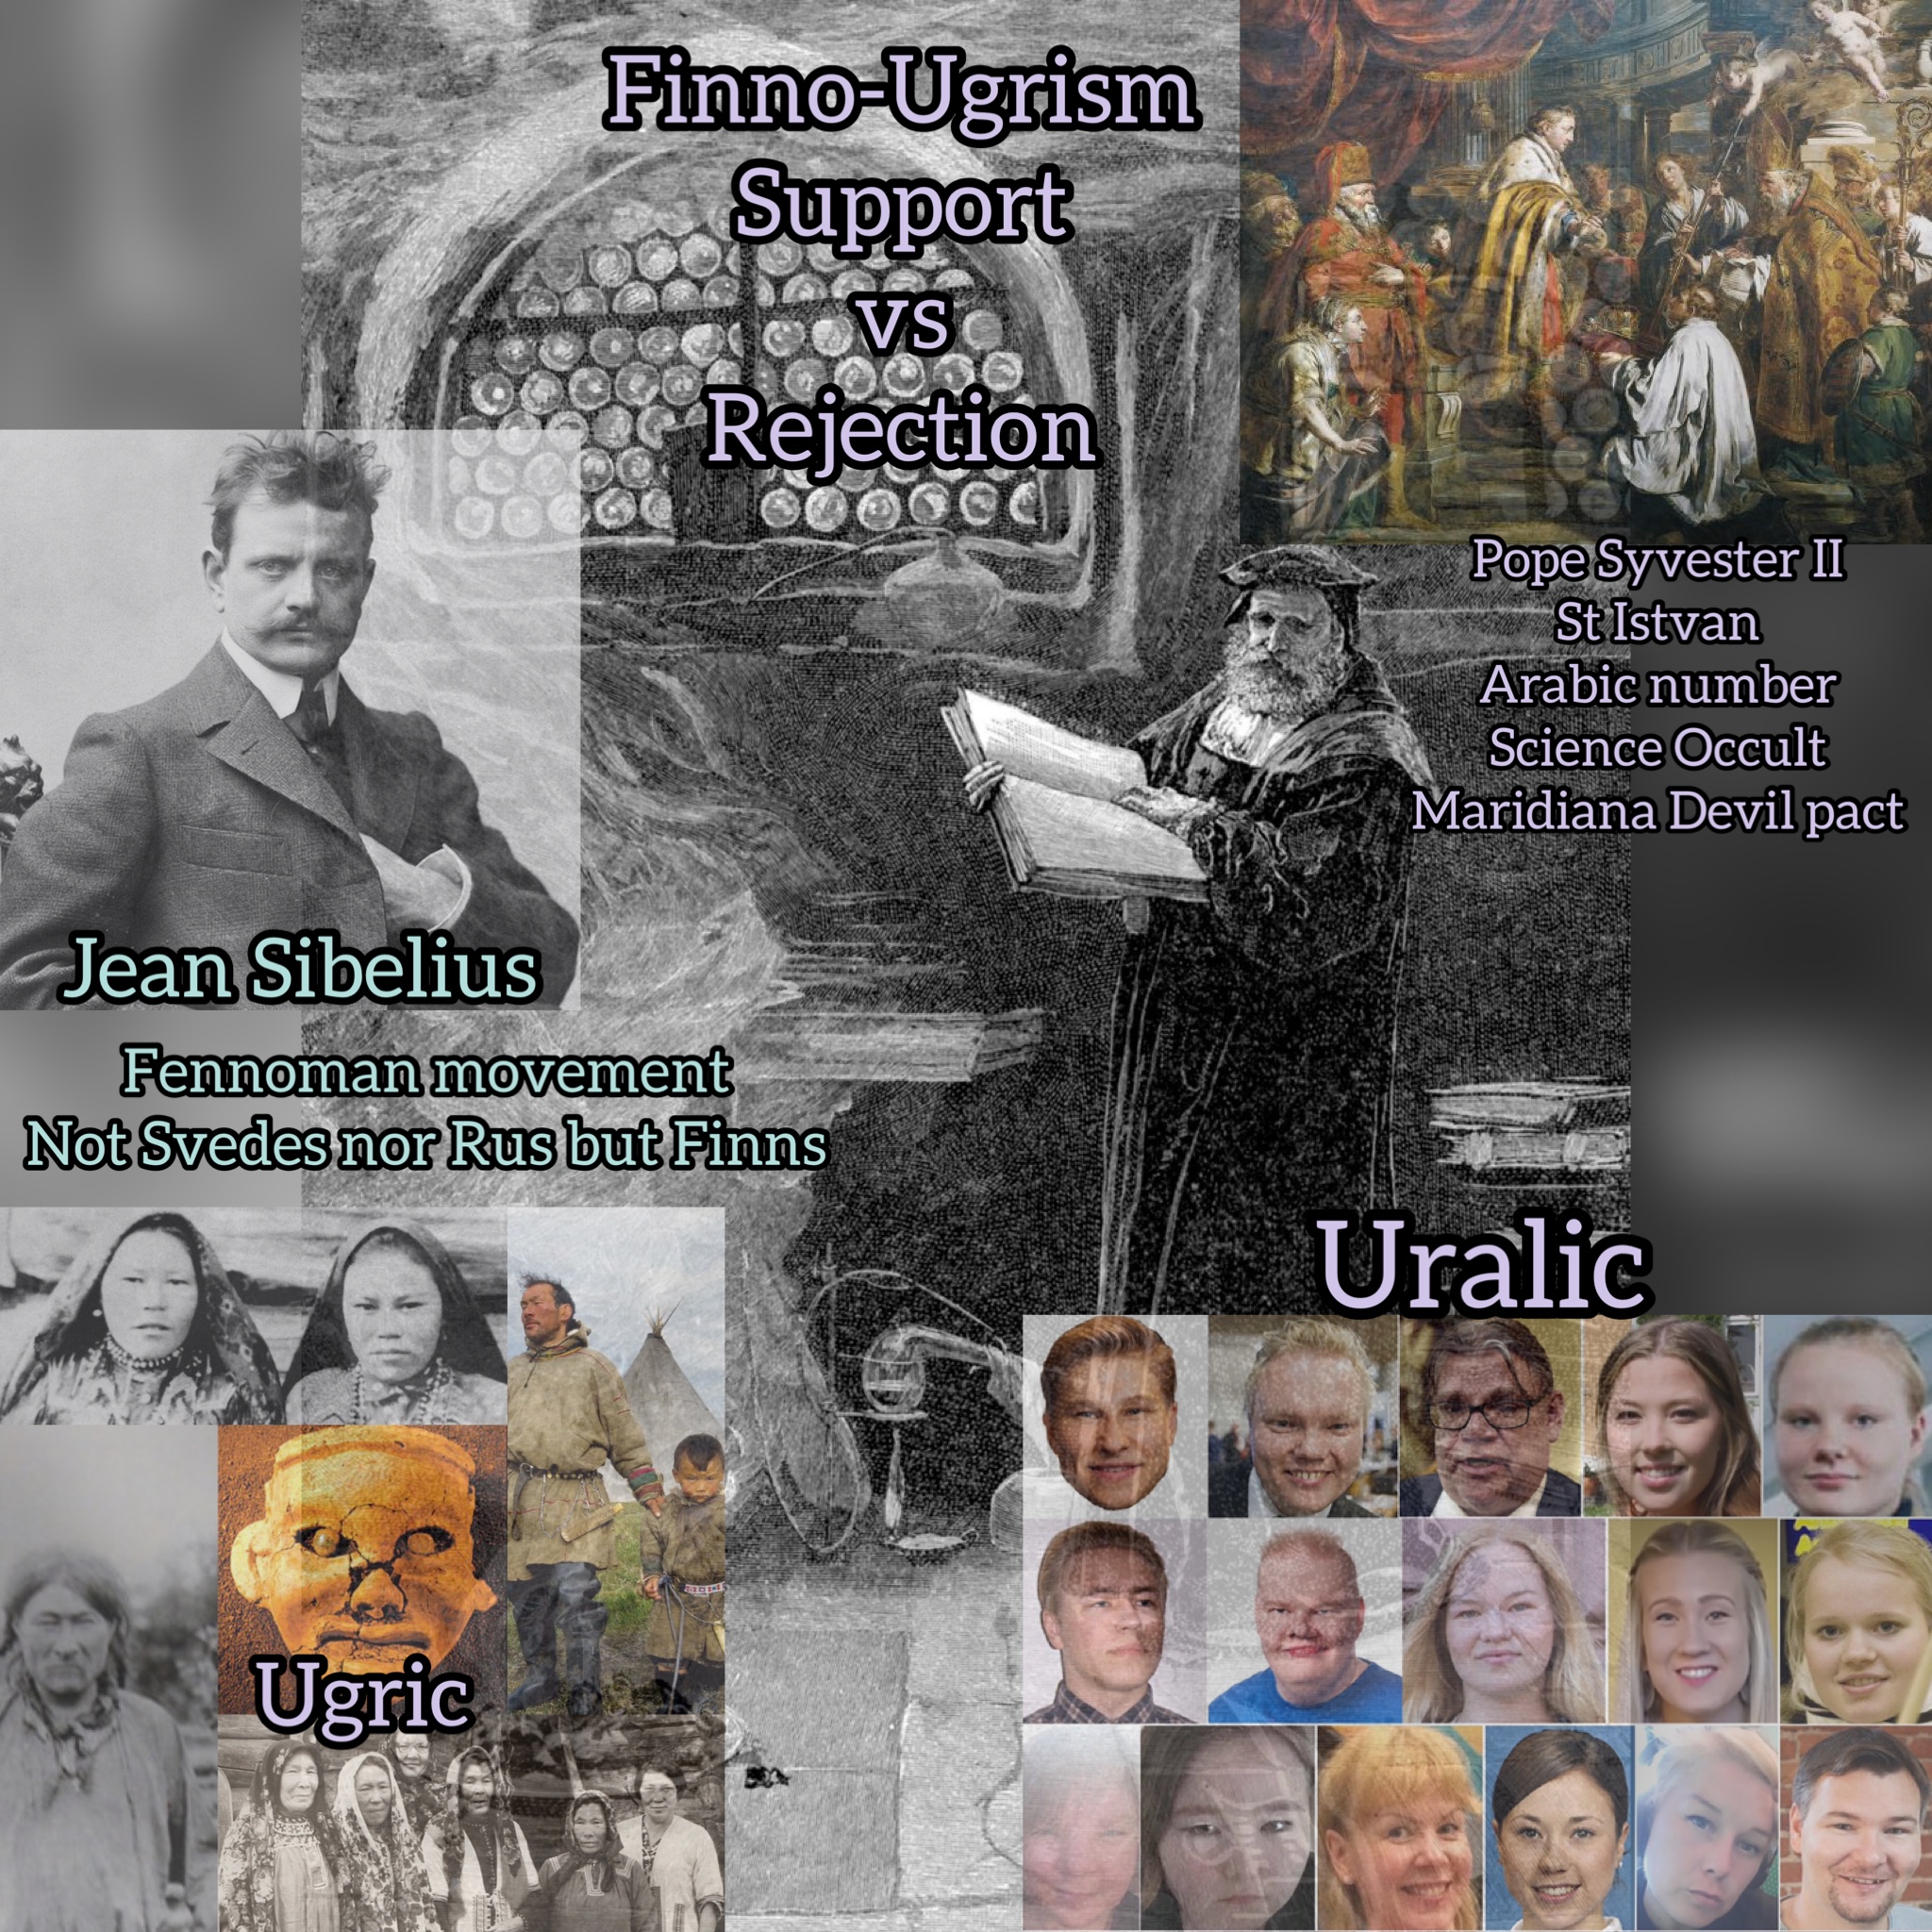 Finno-Ugrism
Support
vs
Rejection
Pope Syvester II
St Istvan
Arabic number
Science Occult
Maridiana Devil pact
Jean Sibelius
Fennoman movement
Not Svedes nor Rus but Finns
Uralic
Ugric